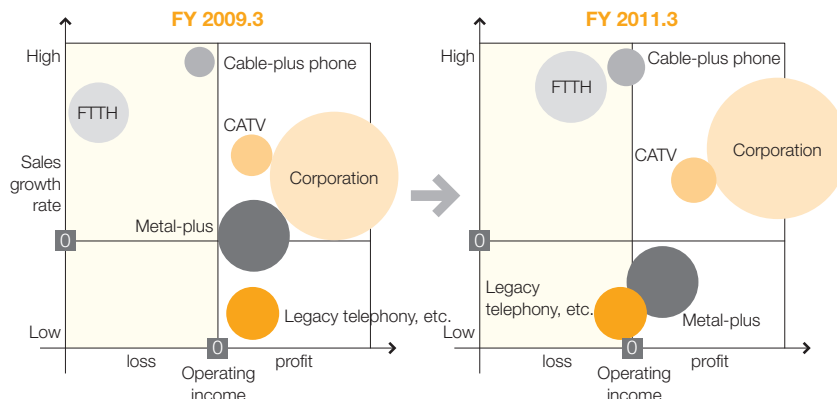 FY 2009.3
High
Cable-plus phone
FTTH
CATV
Sales
growth
rate
Corporation
Metal-plus
0
Legacy telephony, etc.
Low
0
loss
profit
Operating
income
FY 2011.3
High
Cable-plus phone
FTTH
CATV
Corporation
0
Legacy
telephony, etc.
Metal-plus
Low
0
loss
profit
Operating
income